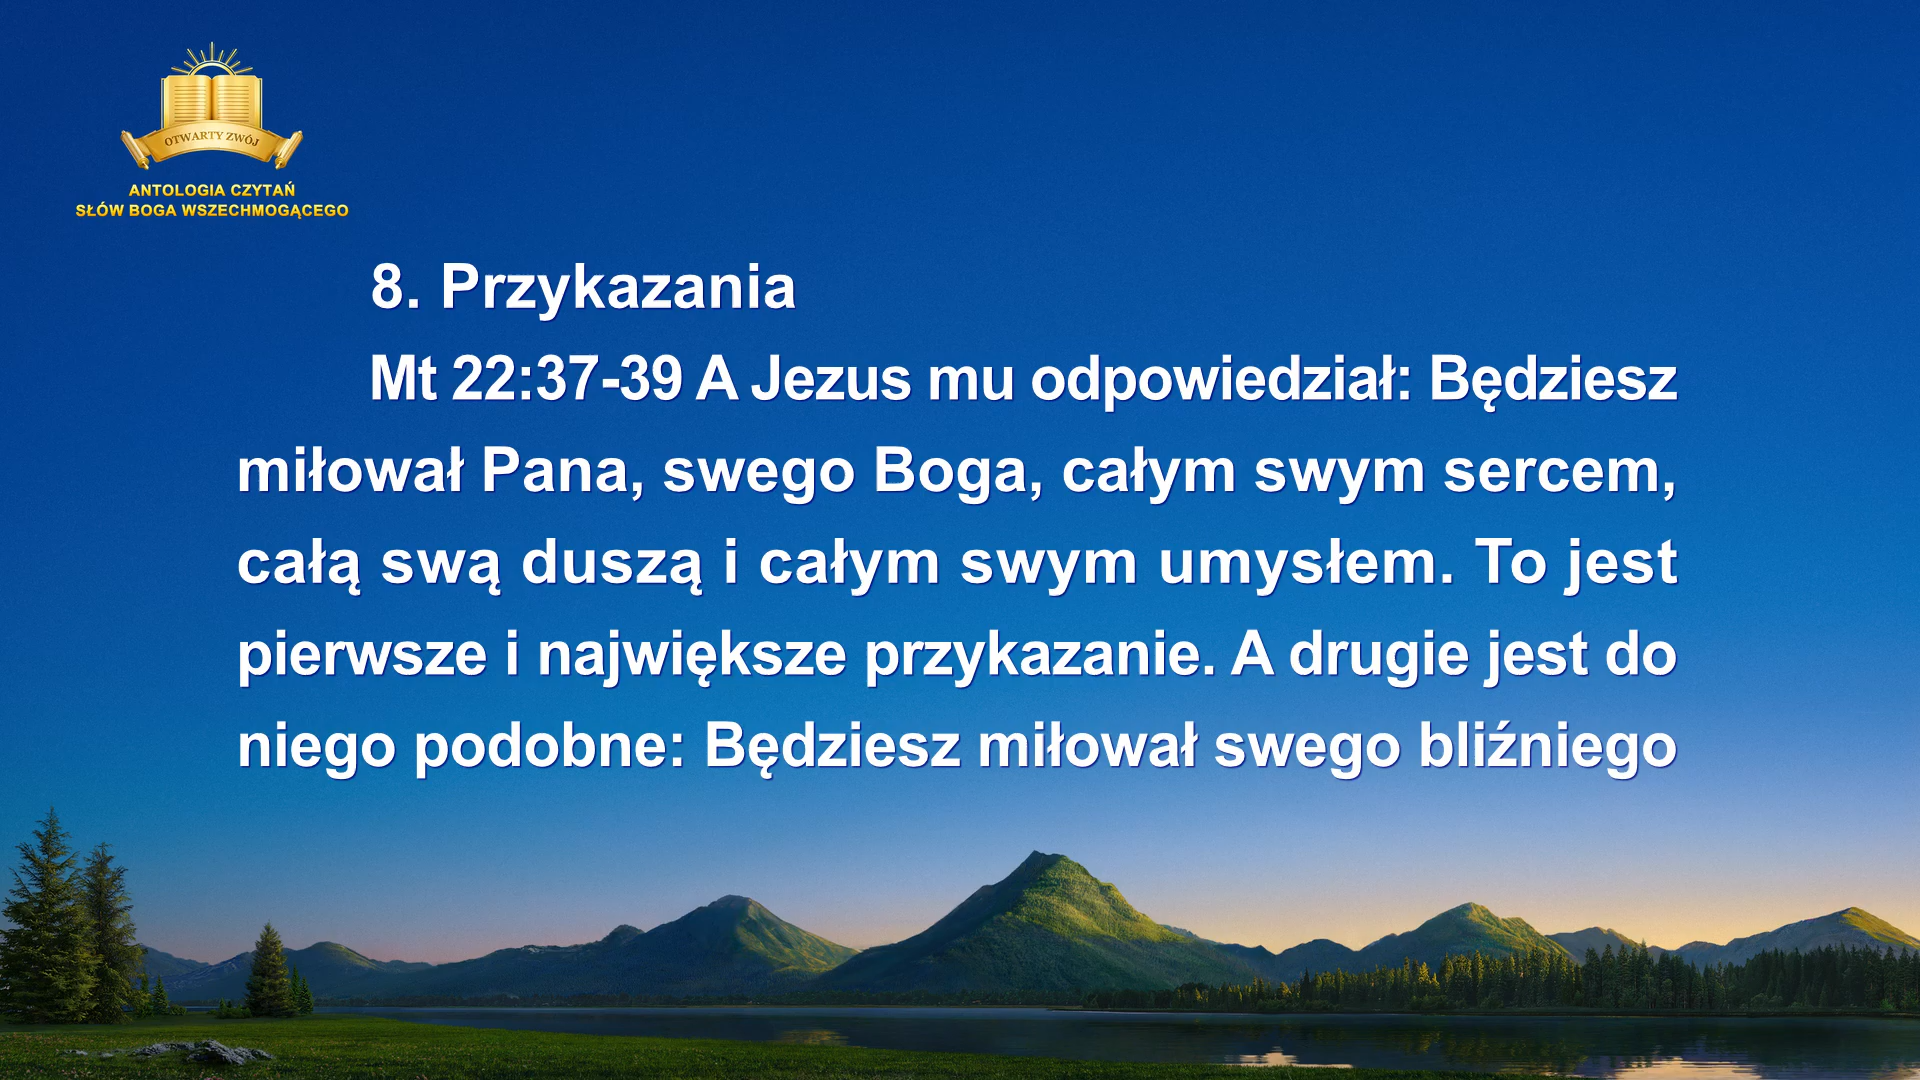 OTWARTY ZWÓJ
ANTOLOGIA CZYTAŃ
SŁÓW BOGA WSZECHMOGĄCEGO
8. Przykazania
Mt 22:37-39 A Jezus mu odpowiedział: Będziesz
miłował Pana, swego Boga, całym swym sercem,
całą swą duszą i całym swym umysłem. To jest
pierwsze i największe przykazanie. A drugie jest do
niego podobne: Będziesz miłował swego bliźniego